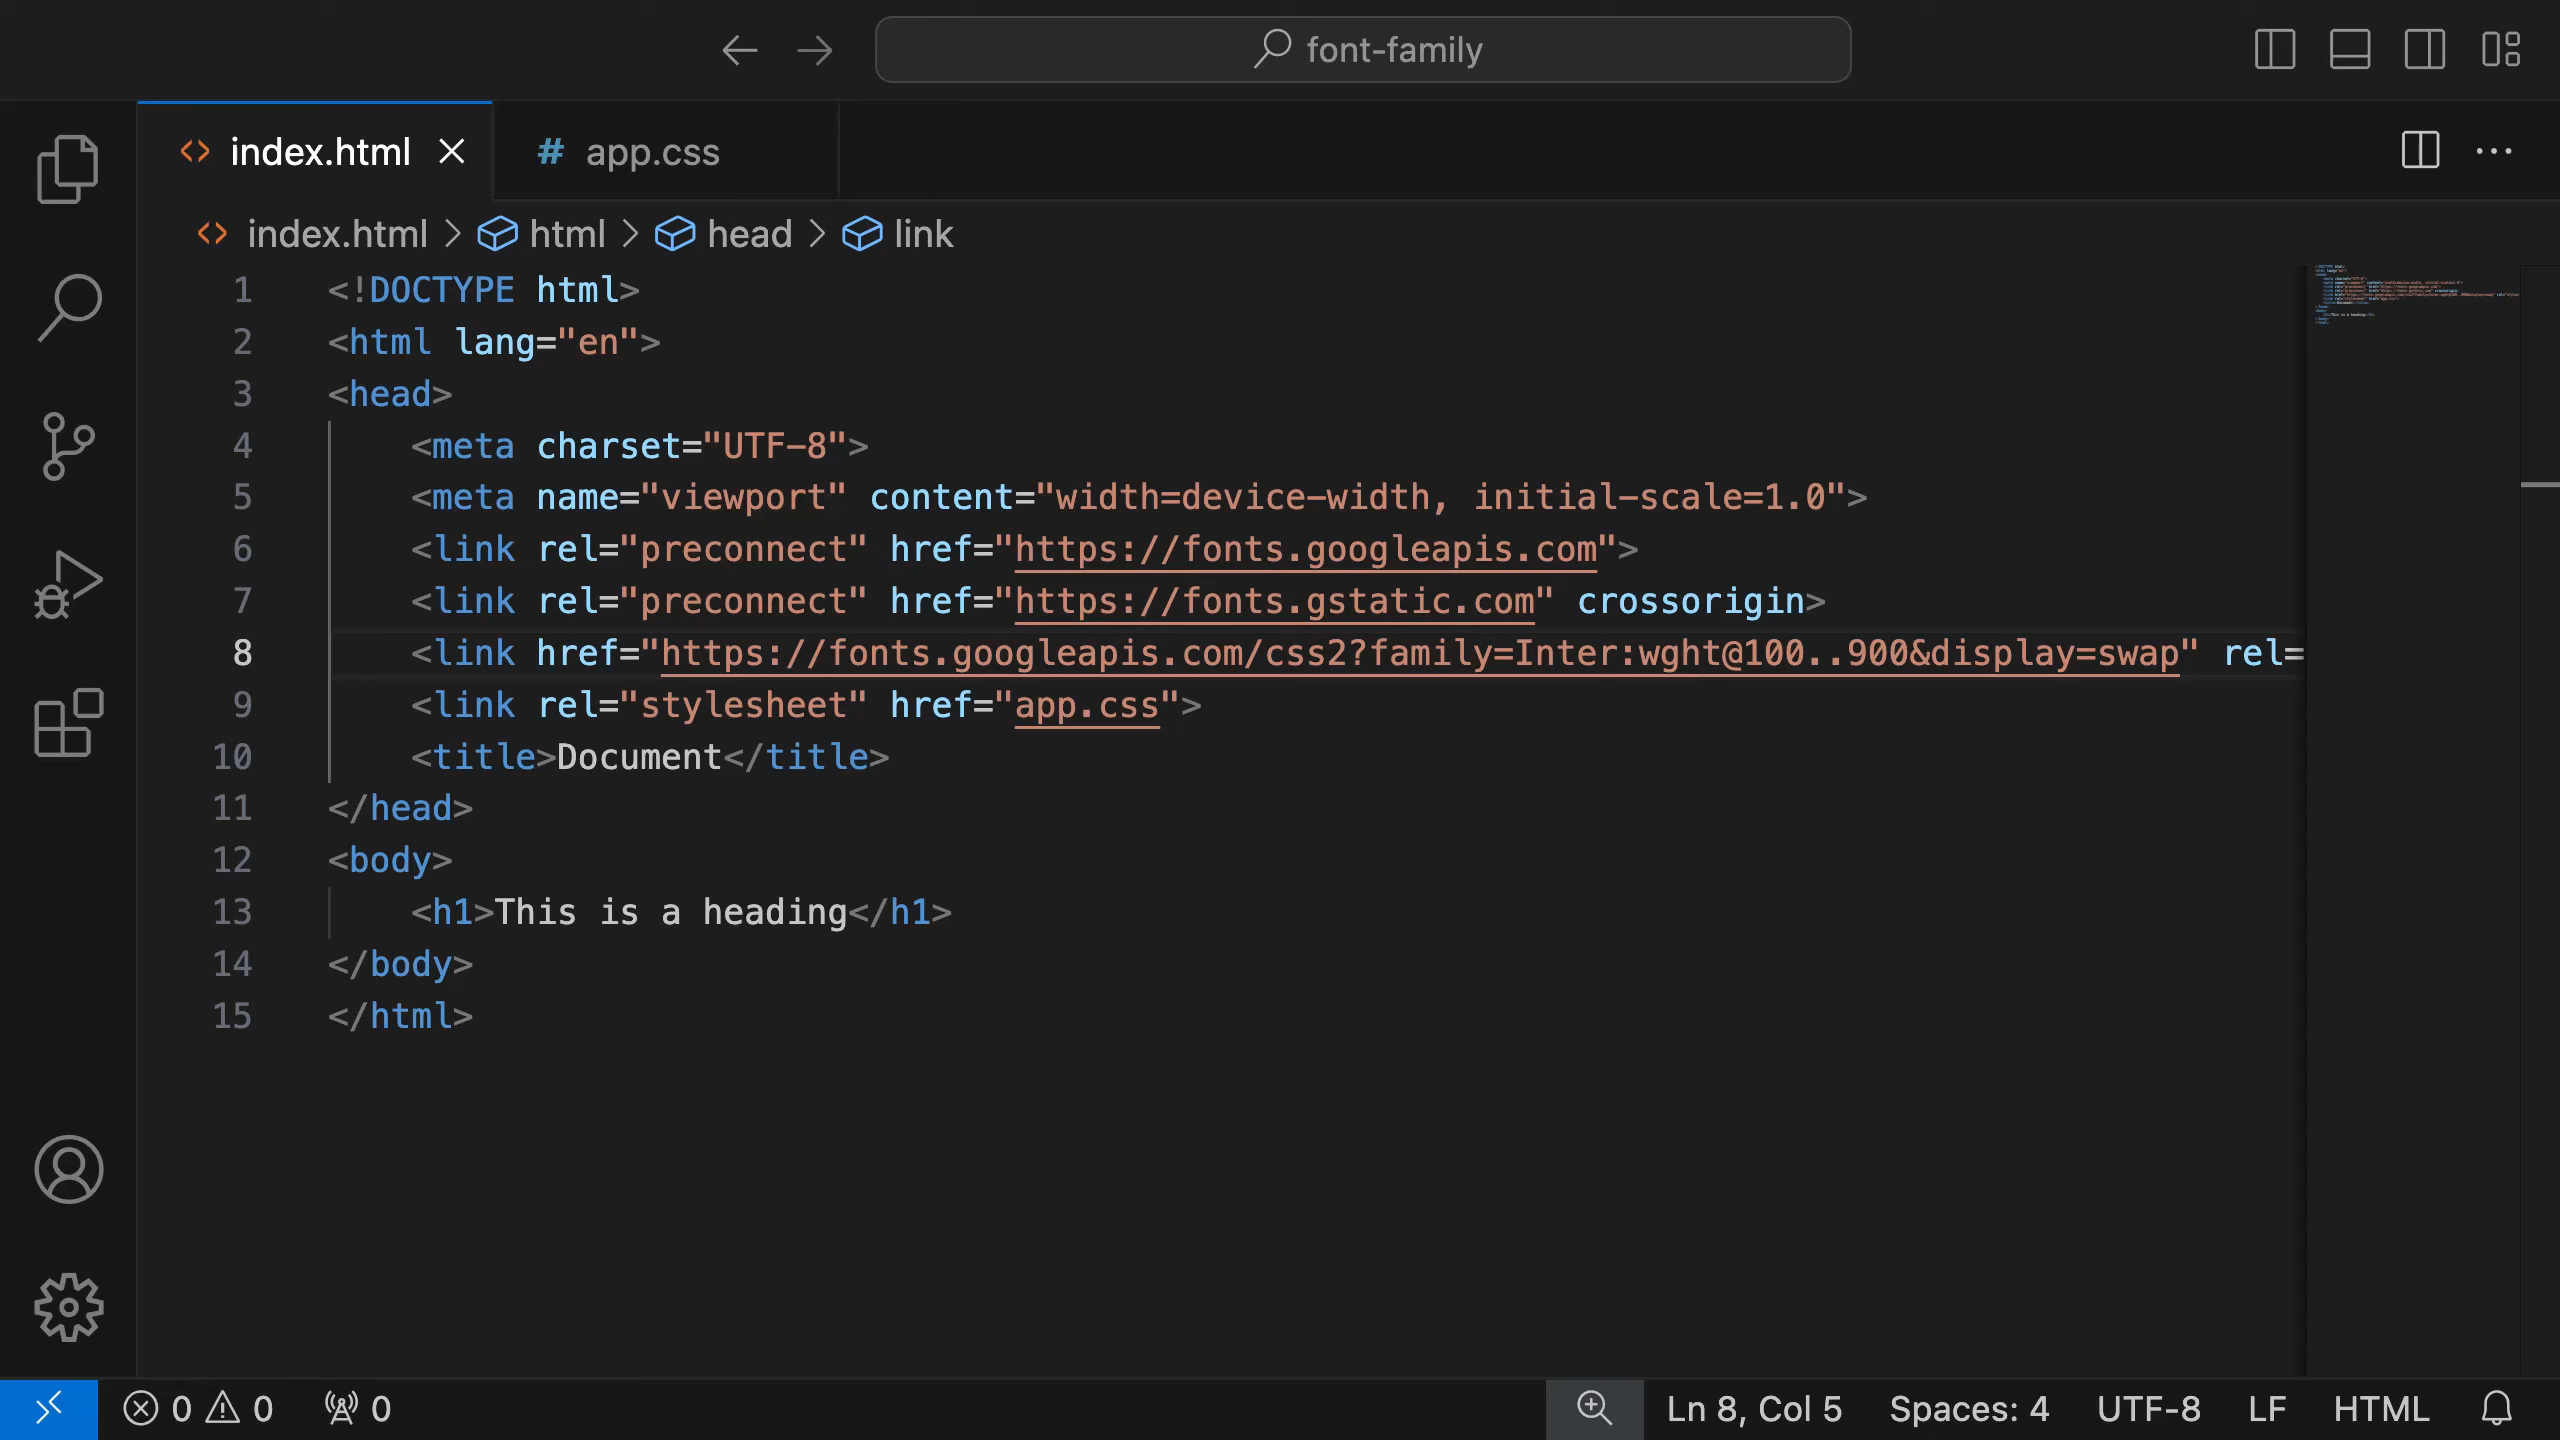 font-family
index.html
# app.css
index.html > html > head > link
1 <!DOCTYPE html>
2 <html lang="en">
3 <head>
4     <meta charset="UTF-8">
5     <meta name="viewport" content="width=device-width, initial-scale=1.0">
6     <link rel="preconnect" href="https://fonts.googleapis.com">
7     <link rel="preconnect" href="https://fonts.gstatic.com" crossorigin>
8     <link href="https://fonts.googleapis.com/css2?family=Inter:wght@100..900&display=swap" rel=
9     <link rel="stylesheet" href="app.css">
10     <title>Document</title>
11 </head>
12 <body>
13     <h1>This is a heading</h1>
14 </body>
15 </html>
0 0 0 Ln 8, Col 5 Spaces: 4 UTF-8 LF HTML